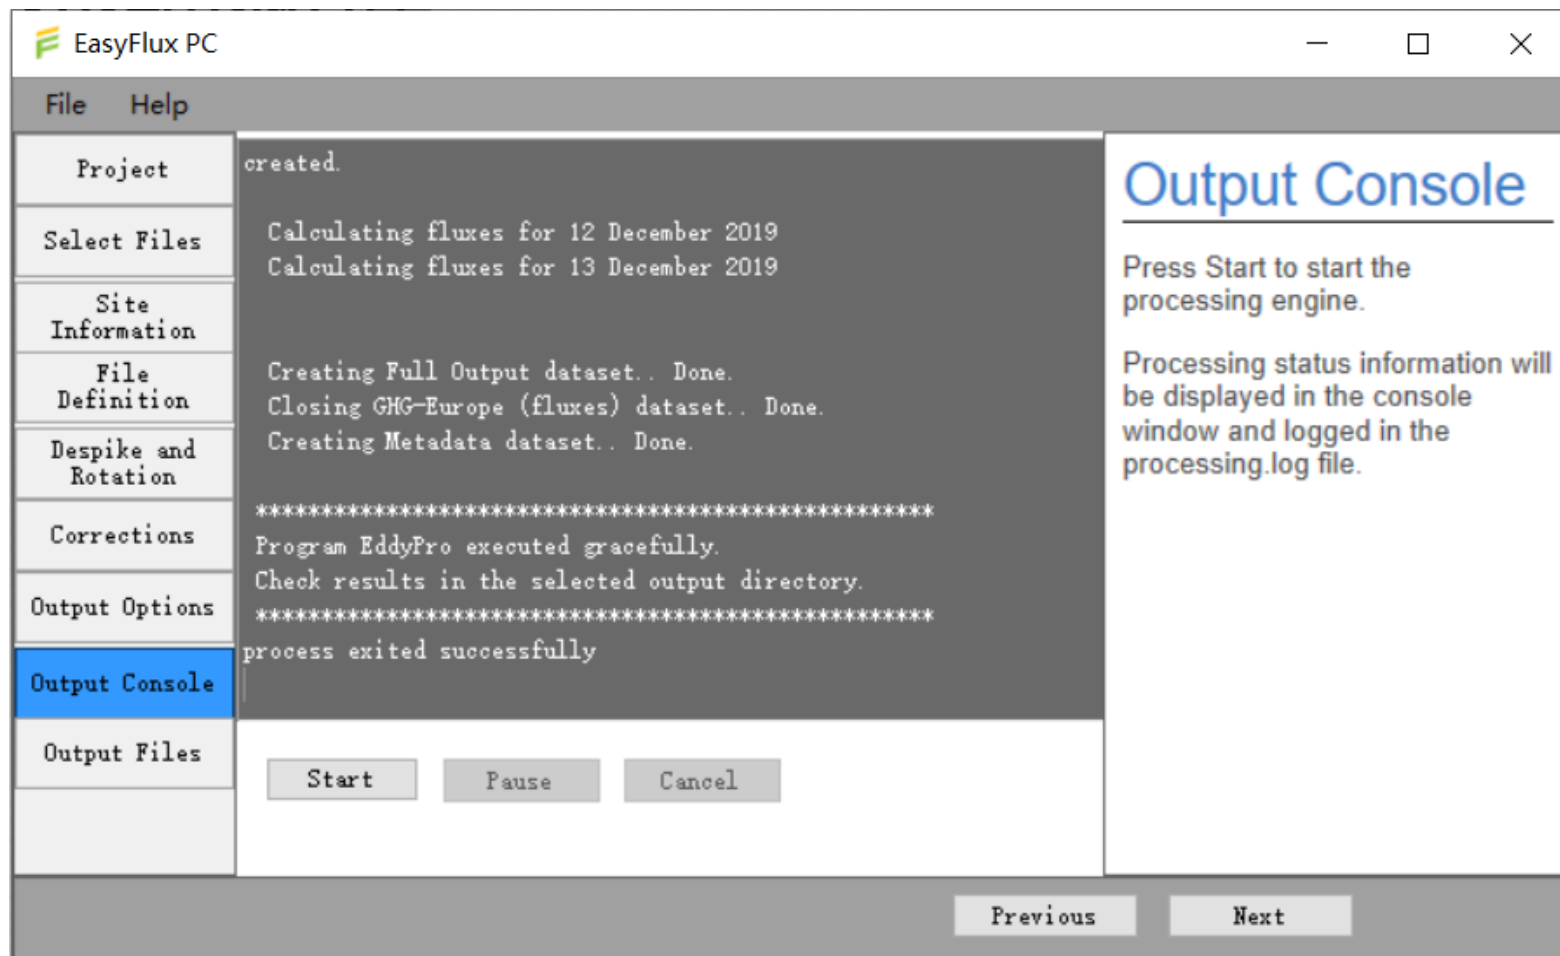 EasyFlux PC
File Help
Project
Select Files
Site
Information
File
Definition
Despike and
Rotation
Corrections
Output Options
Output Console
Output Files
created.
Calculating fluxes for 12 December 2019
Calculating fluxes for 13 December 2019
Creating Full Output dataset.. Done.
Closing GHG-Europe (fluxes) dataset.. Done.
Creating Metadata dataset.. Done.
****************************************************
Program EddyPro executed gracefully.
Check results in the selected output directory.
****************************************************
process exited successfully
Start Pause Cancel
Output Console
Press Start to start the
processing engine.
Processing status information will
be displayed in the console
window and logged in the
processing.log file.
Previous Next